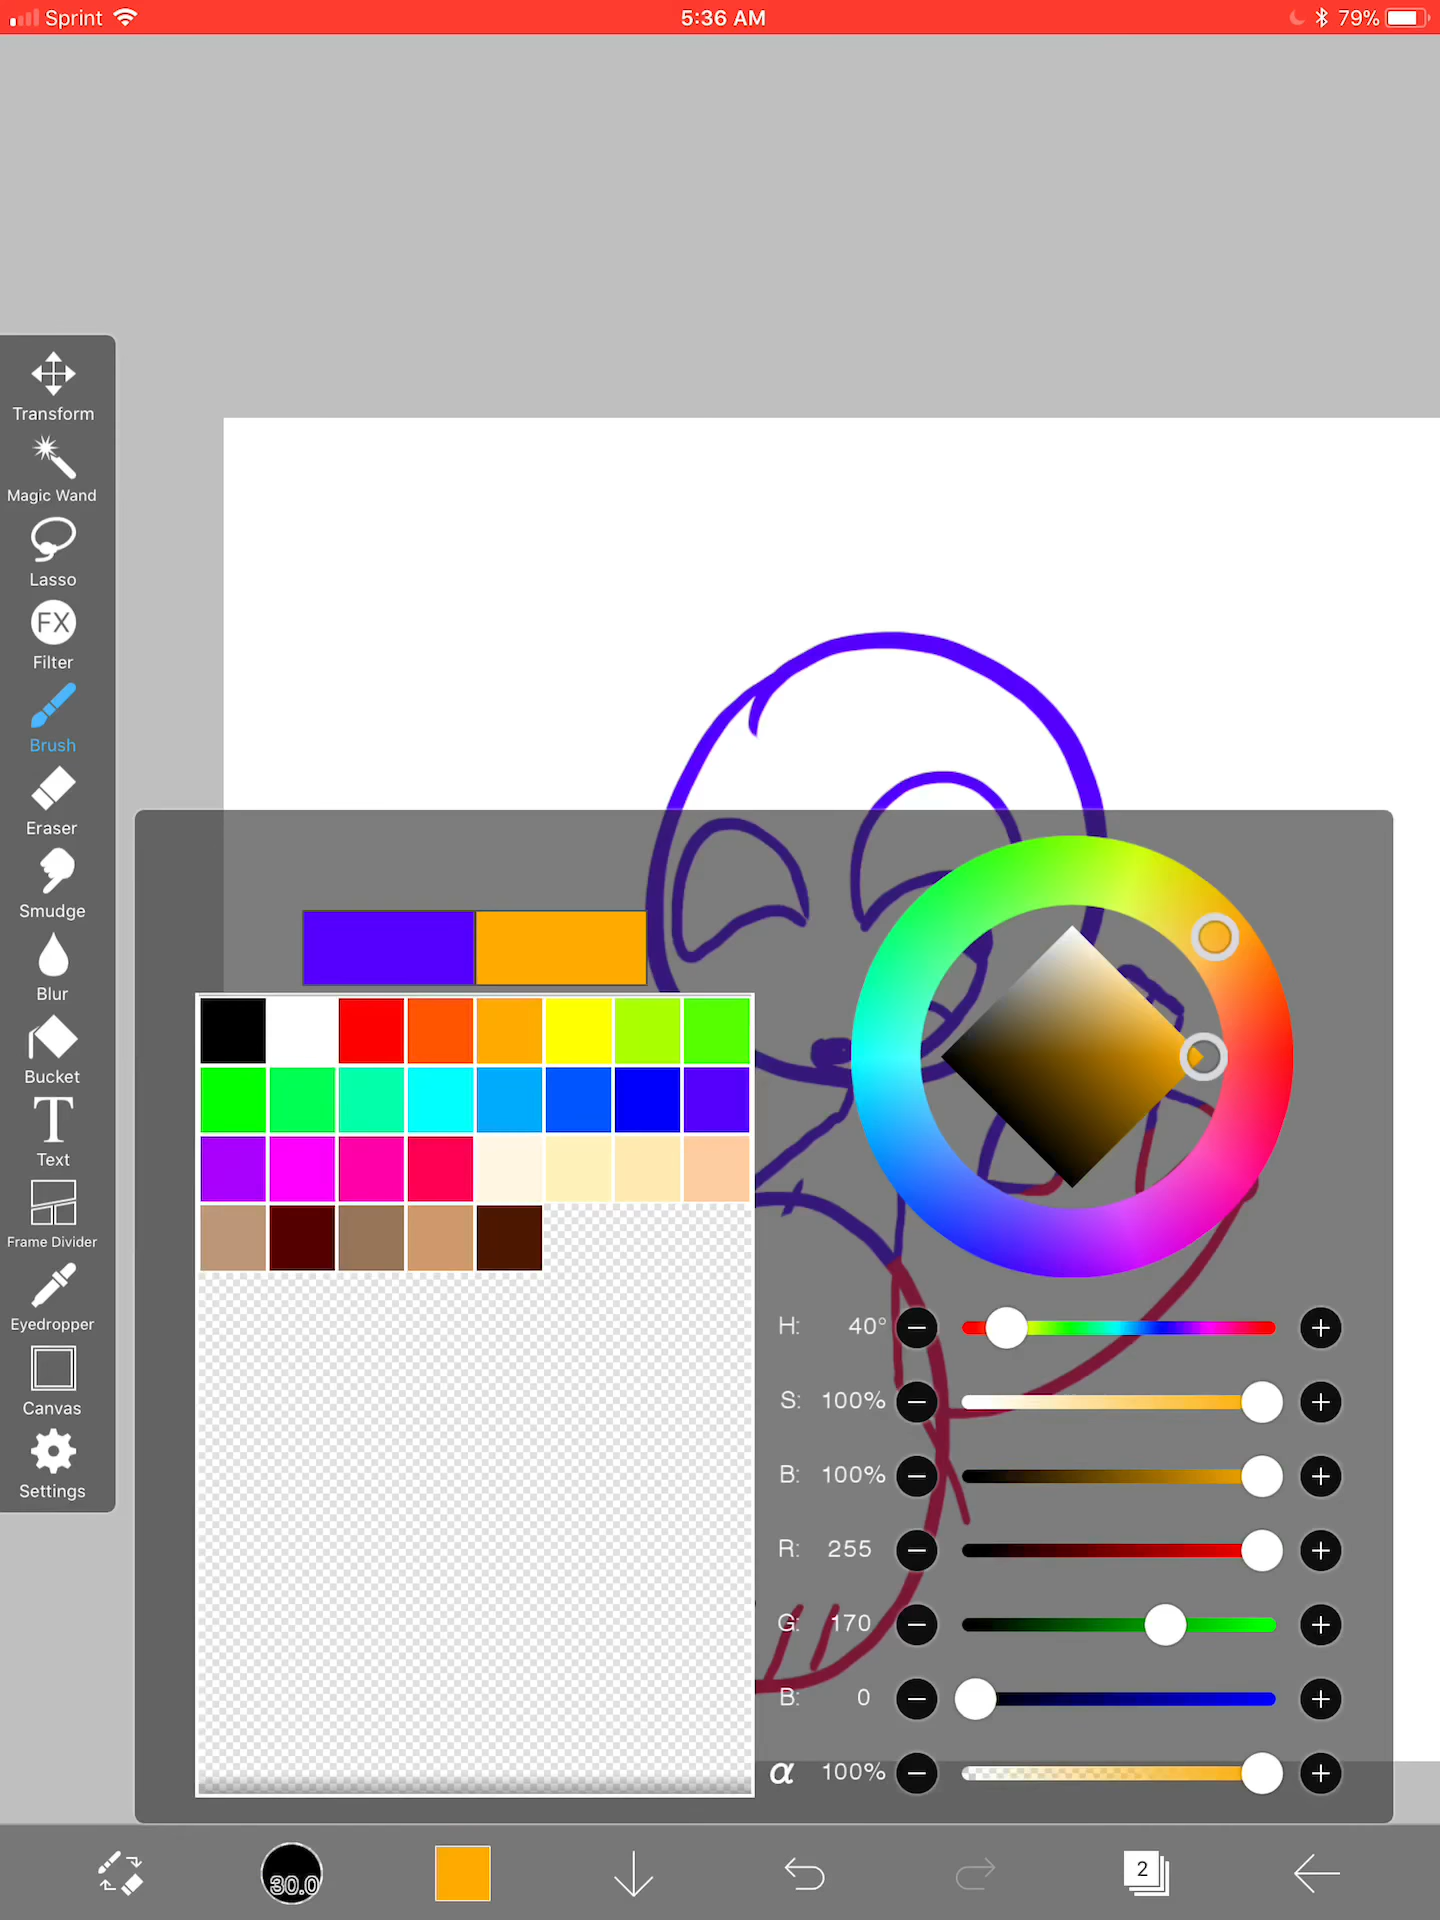 Sprint 5:36 AM 79%
Transform
Magic Wand
Lasso
FX
Filter
Brush
Eraser
Smudge
Blur
Bucket
T
Text
Frame Divider
Eyedropper
Canvas
Settings
H: 40°
S: 100%
B: 100%
R: 255
G: 170
B: 0
α 100%
30.0
2